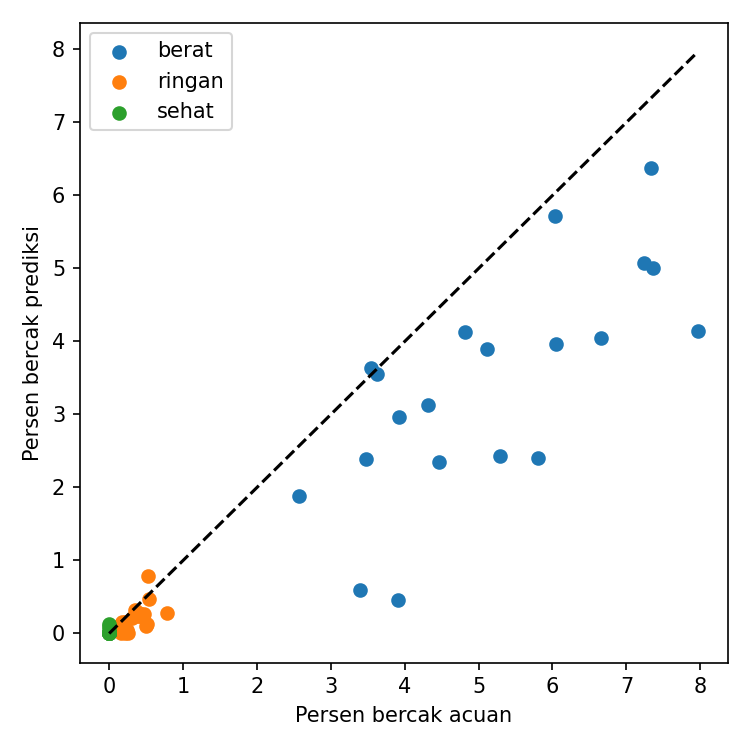 berat
ringan
sehat
8
7
6
5
4
3
2
1
0
Persen bercak prediksi
0 1 2 3 4 5 6 7 8
Persen bercak acuan